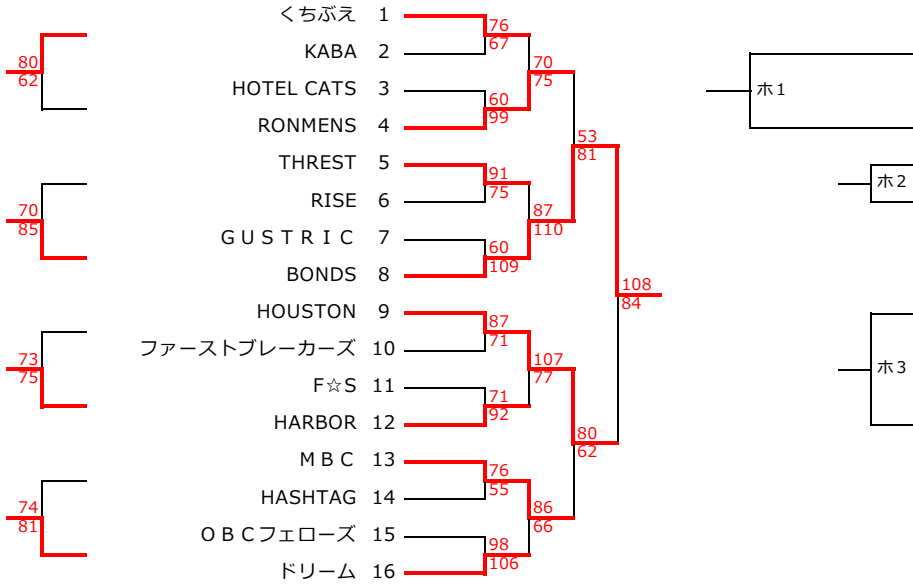 くちぶえ 1
76
67
KABA 2
70
75
80
62
HOTEL CATS 3
60
99
RONMENS 4
53
81
THREST 5
91
75
RISE 6
87
110
70
85
GUSTRIC 7
60
109
BONDS 8
108
84
HOUSTON 9
87
71
ファーストブレーカーズ 10
107
77
73
75
F☆S 11
71
92
HARBOR 12
80
62
MBC 13
76
55
HASHTAG 14
86
66
74
81
OBCフェローズ 15
98
106
ドリーム 16
ホ1
ホ2
ホ3